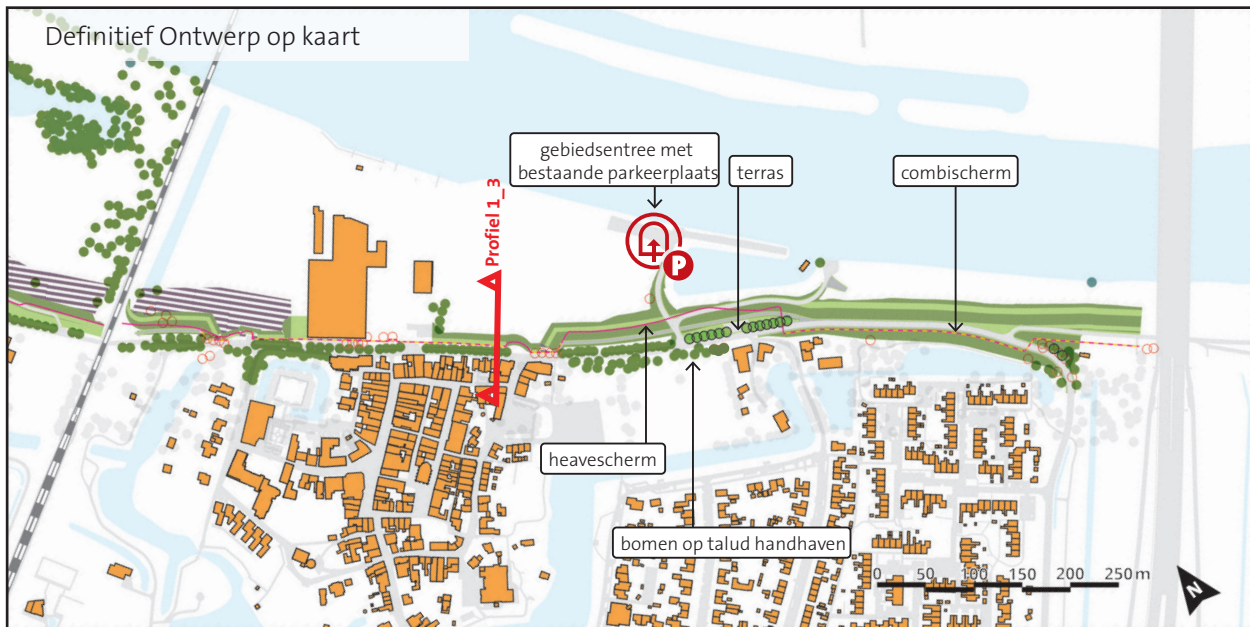 Definitief Ontwerp op kaart
gebiedsentree met
bestaande parkeerplaats
terras
combischerm
Profiel 1_3
P
heavescherm
bomen op talud handhaven
0 50 100 150 200 250 m
N